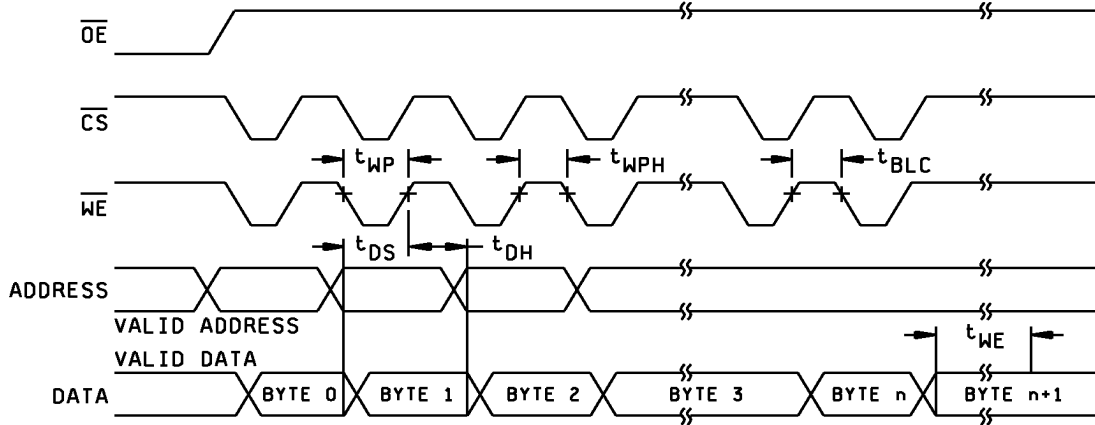 OE
CS
tWP
tWPH
tBLC
WE
tDS
tDH
ADDRESS
VALID ADDRESS
tWE
VALID DATA
DATA
BYTE 0
BYTE 1
BYTE 2
BYTE 3
BYTE n
BYTE n+1